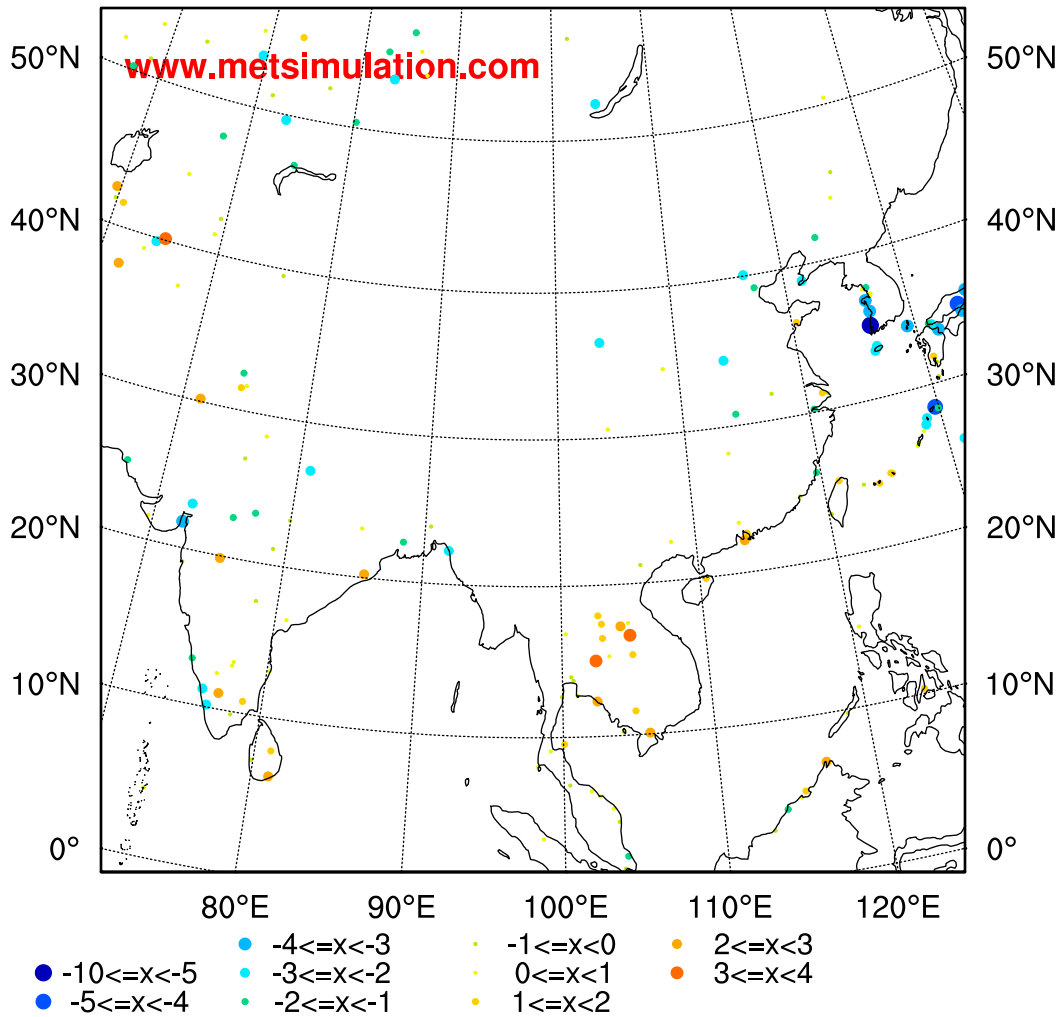 www.metsimulation.com
50°N 50°N
40°N 40°N
30°N 30°N
20°N 20°N
10°N 10°N
0° 0°
80°E 90°E 100°E 110°E 120°E
-4<=x<-3 -1<=x<0 2<=x<3
-10<=x<-5 -3<=x<-2 0<=x<1 3<=x<4
-5<=x<-4 -2<=x<-1 1<=x<2